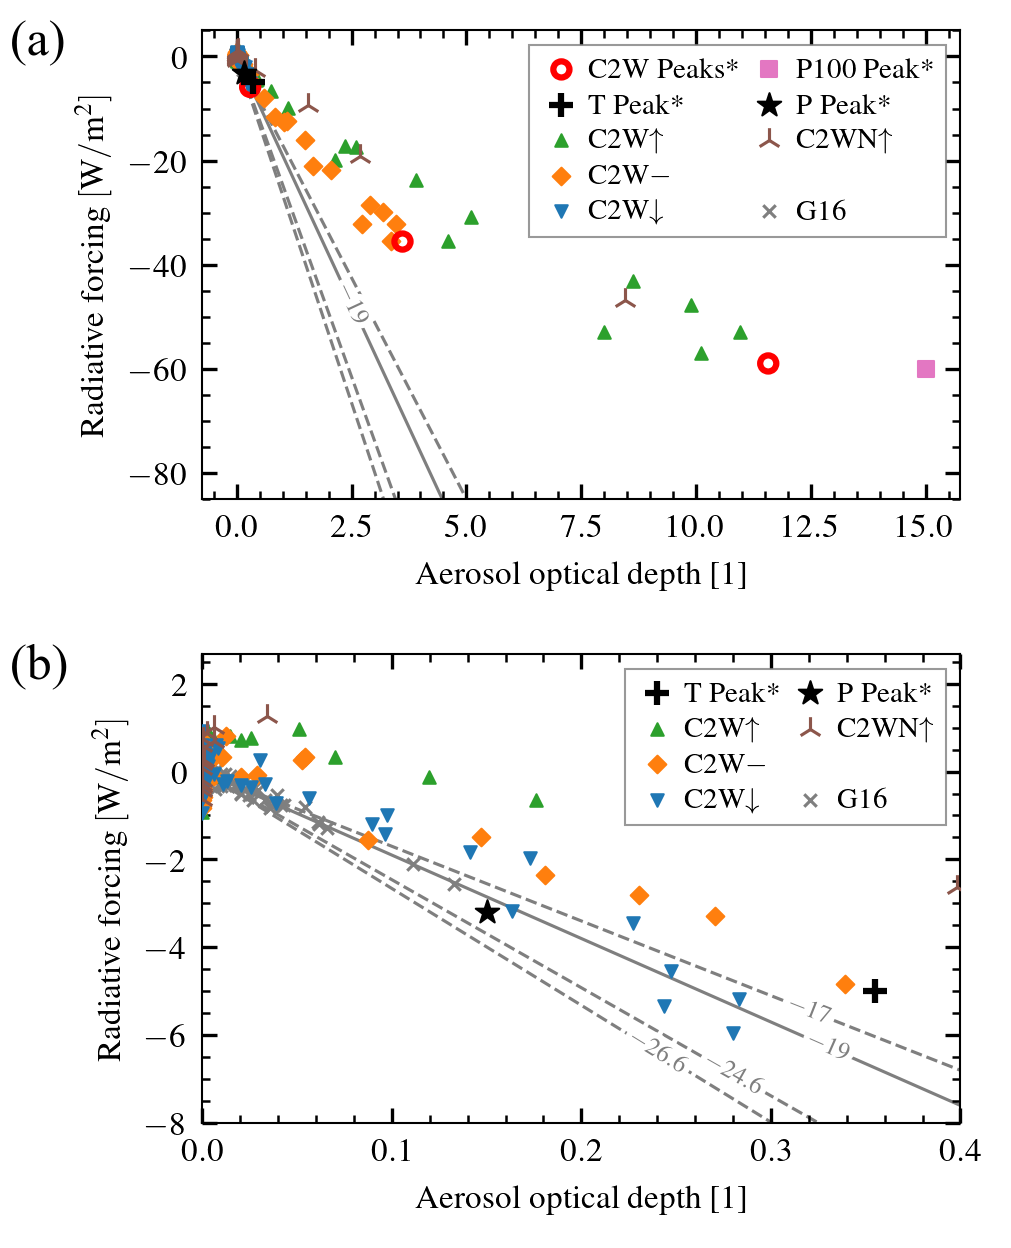 (a)
0
−20
−40
−60
−80
Radiative forcing [W/m²]
C2W Peaks*
T Peak*
C2W↑
C2W−
C2W↓
P100 Peak*
P Peak*
C2WN↑
G16
−19
0.0 2.5 5.0 7.5 10.0 12.5 15.0
Aerosol optical depth [1]
(b)
2
0
−2
−4
−6
−8
Radiative forcing [W/m²]
T Peak*
C2W↑
C2W−
C2W↓
P Peak*
C2WN↑
G16
−17
−19
−26.6
−24.6
0.0 0.1 0.2 0.3 0.4
Aerosol optical depth [1]